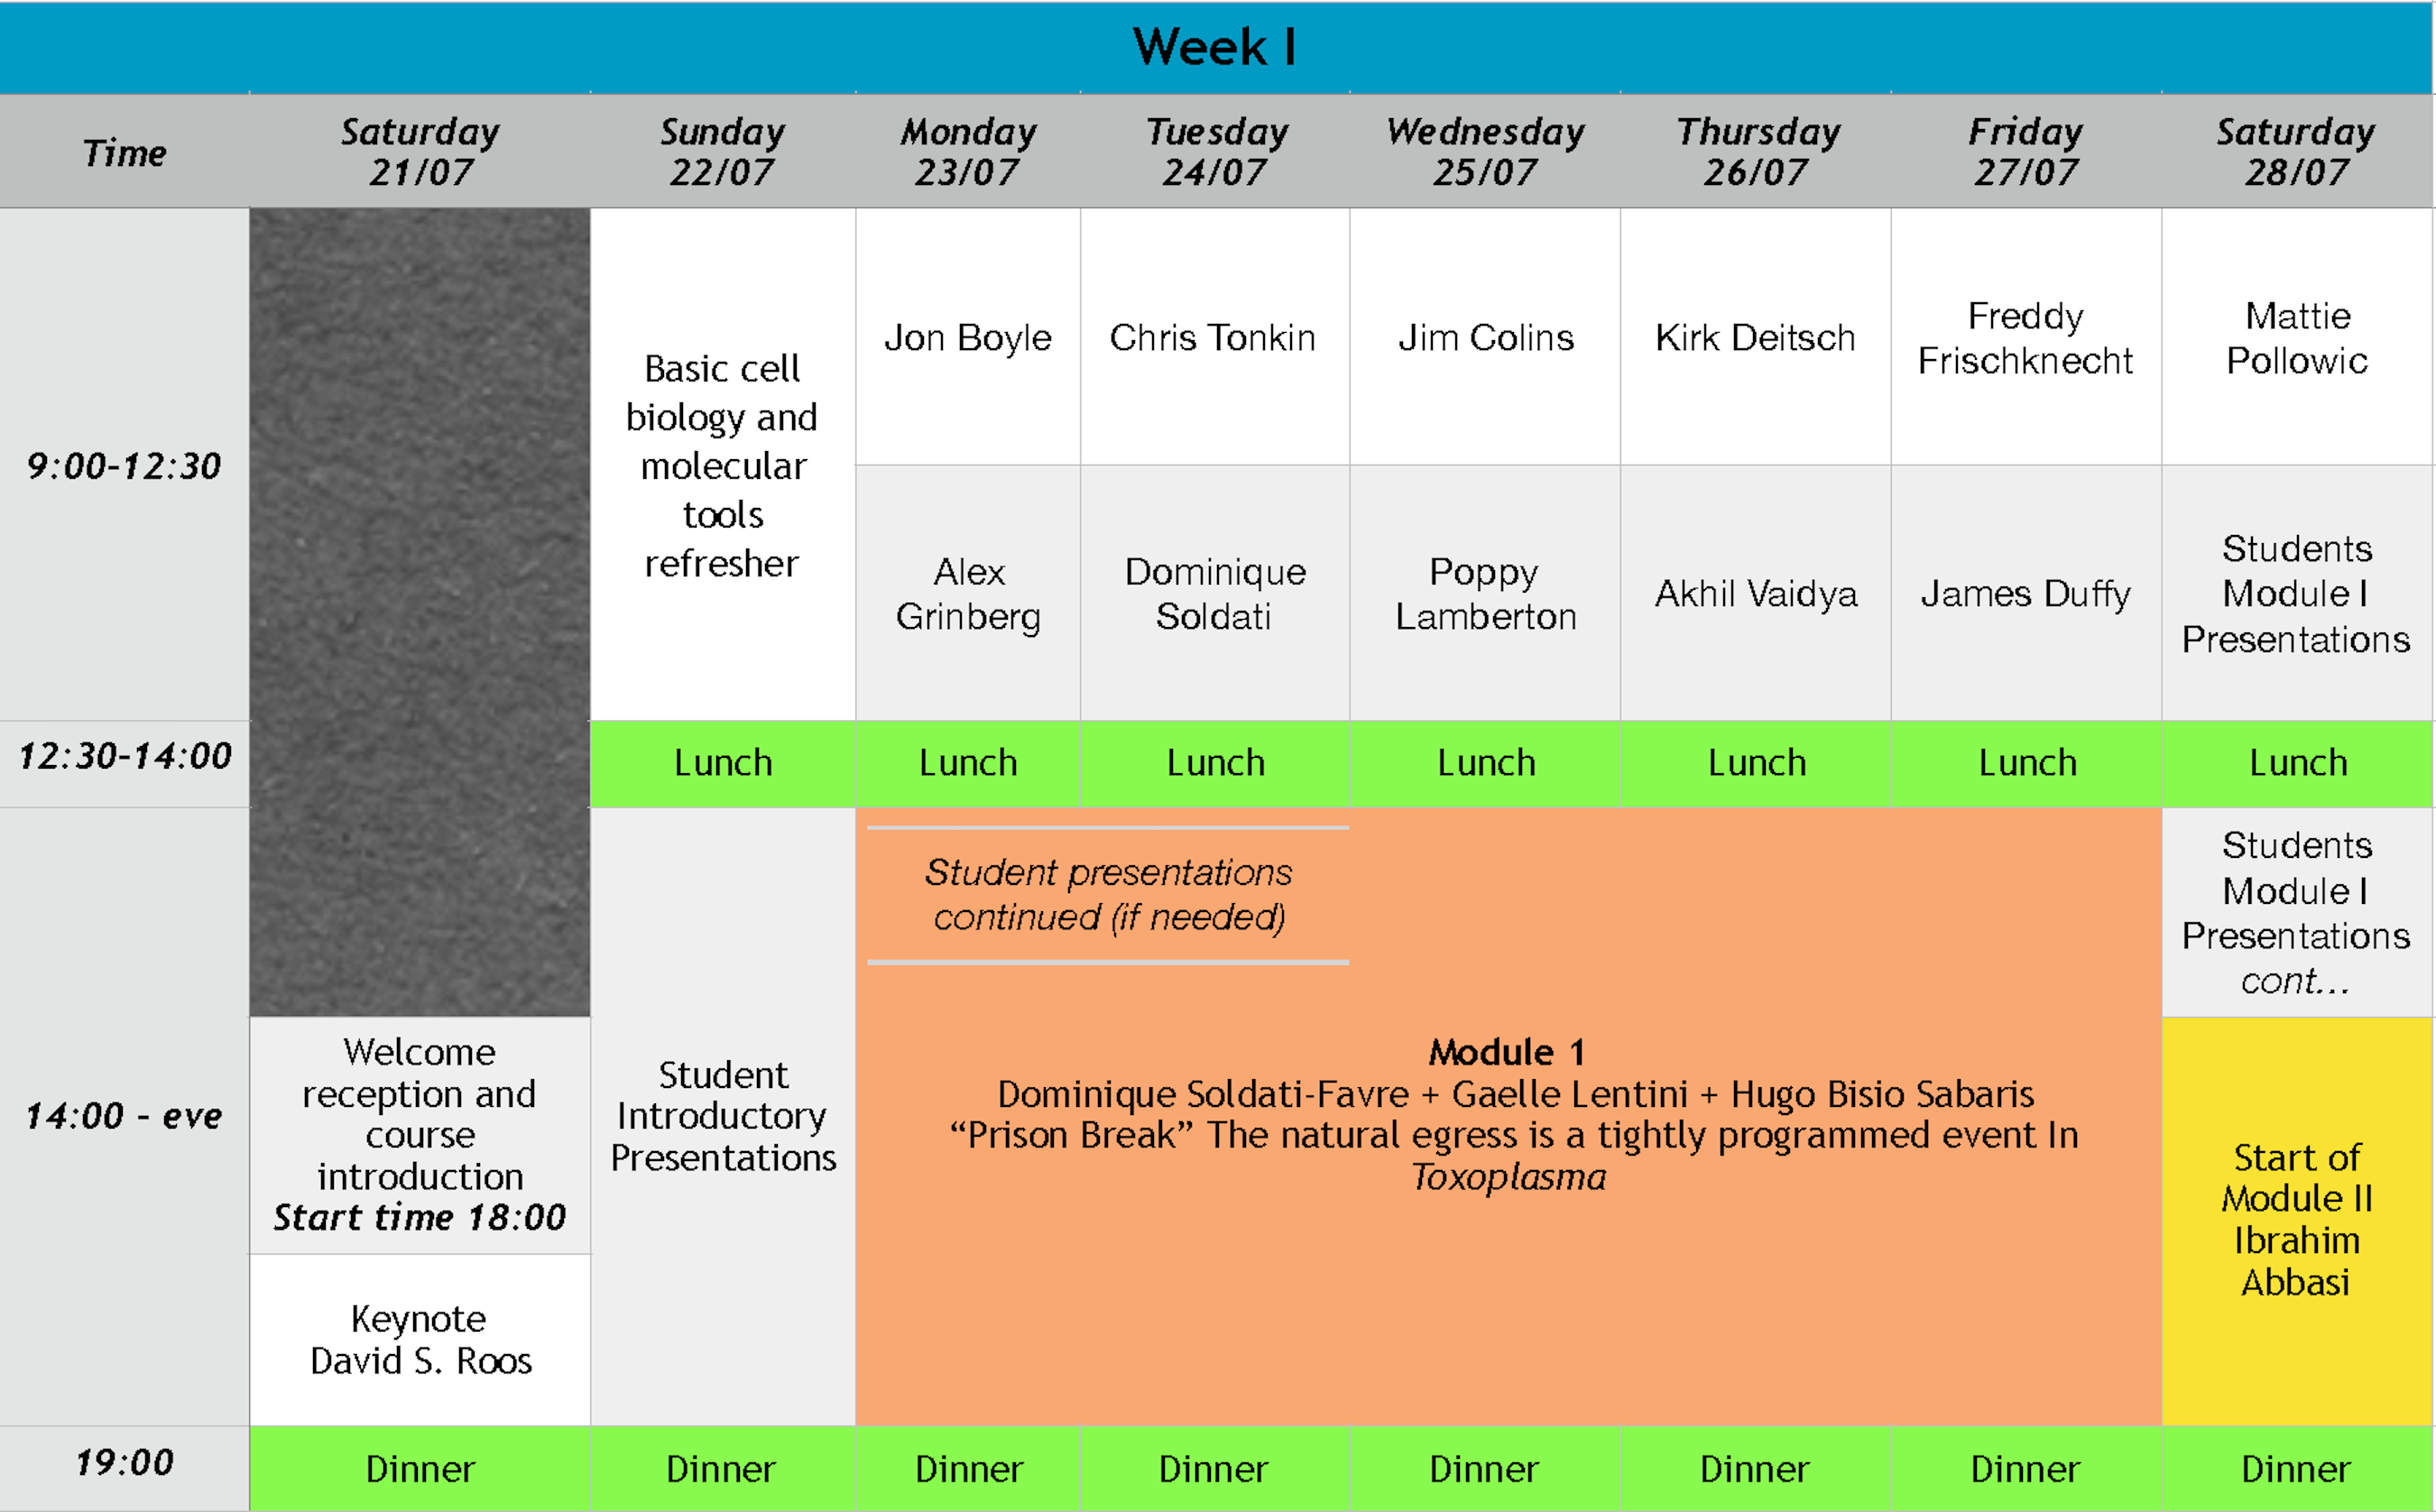 Week I
Time
Saturday
21/07
Sunday
22/07
Monday
23/07
Tuesday
24/07
Wednesday
25/07
Thursday
26/07
Friday
27/07
Saturday
28/07
9:00-12:30
Basic cell
biology and
molecular
tools
refresher
Jon Boyle
Chris Tonkin
Jim Colins
Kirk Deitsch
Freddy
Frischknecht
Mattie
Pollowic
Alex
Grinberg
Dominique
Soldati
Poppy
Lamberton
Akhil Vaidya
James Duffy
Students
Module I
Presentations
12:30-14:00
Lunch
Lunch
Lunch
Lunch
Lunch
Lunch
Lunch
14:00 - eve
Welcome
reception and
course
introduction
Start time 18:00
Keynote
David S. Roos
Student
Introductory
Presentations
Student presentations
continued (if needed)
Module 1
Dominique Soldati-Favre + Gaelle Lentini + Hugo Bisio Sabaris
“Prison Break” The natural egress is a tightly programmed event In
Toxoplasma
Students
Module I
Presentations
cont...
Start of
Module II
Ibrahim
Abbasi
19:00
Dinner
Dinner
Dinner
Dinner
Dinner
Dinner
Dinner
Dinner